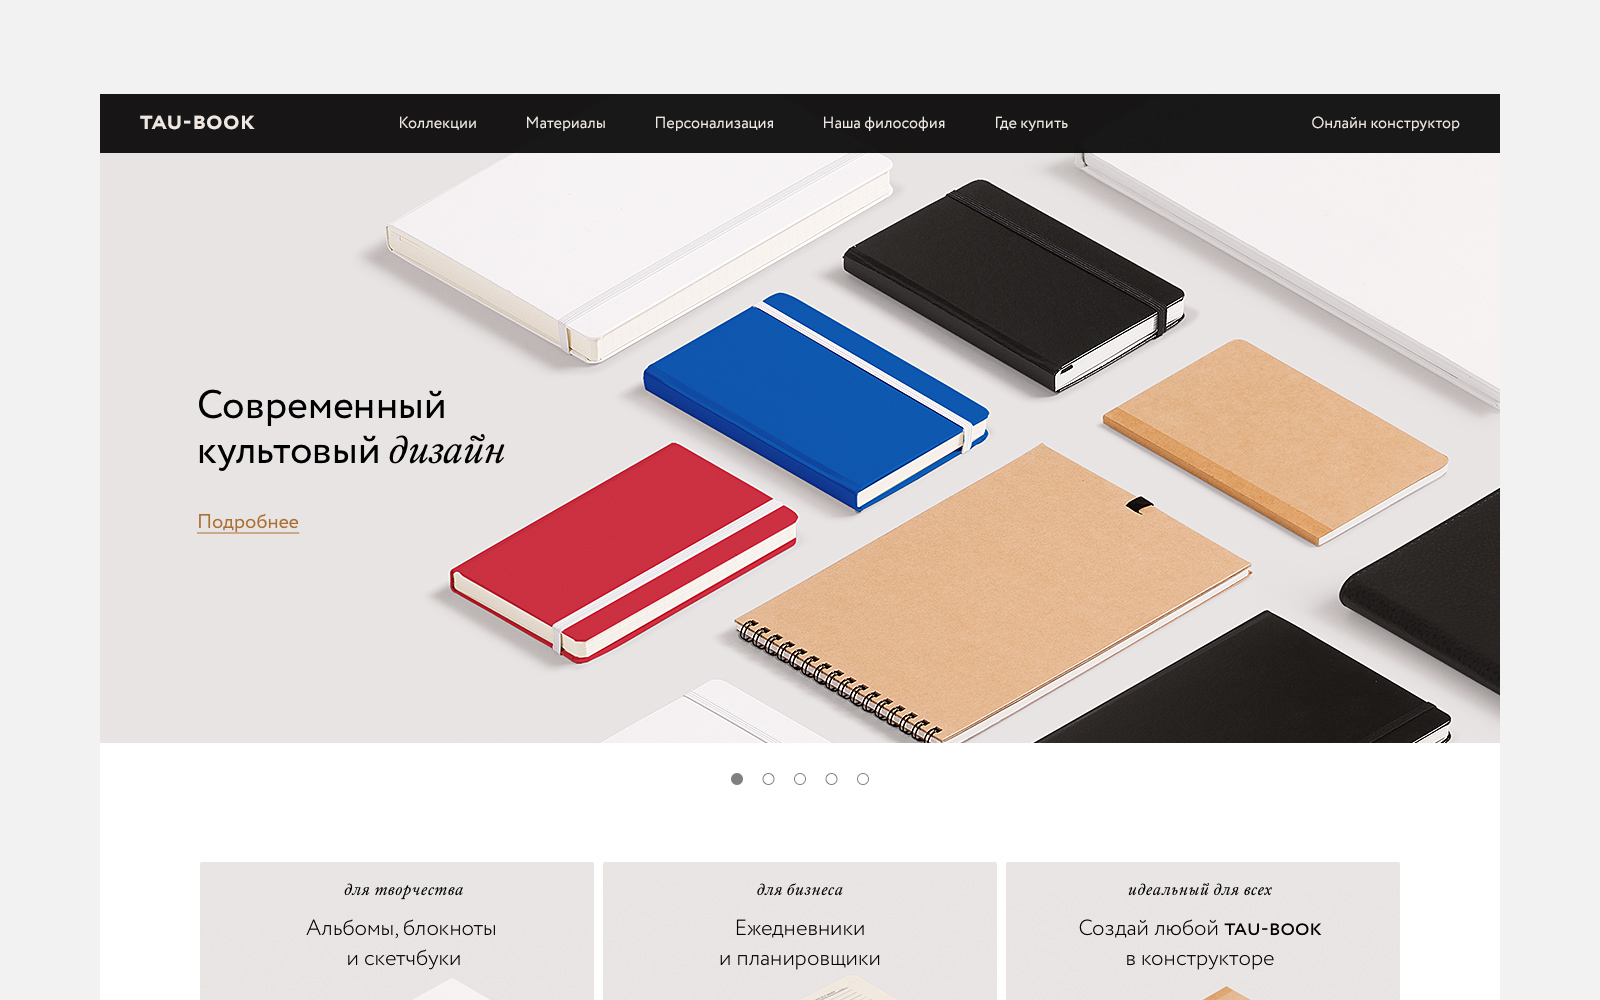 TAU-BOOK
Коллекции
Материалы
Персонализация
Наша философия
Где купить
Онлайн конструктор
Современный
культовый дизайн
Подробнее
для творчества
Альбомы, блокноты
и скетчбуки
для бизнеса
Ежедневники
и планировщики
идеальный для всех
Создай любой TAU-BOOK
в конструкторе